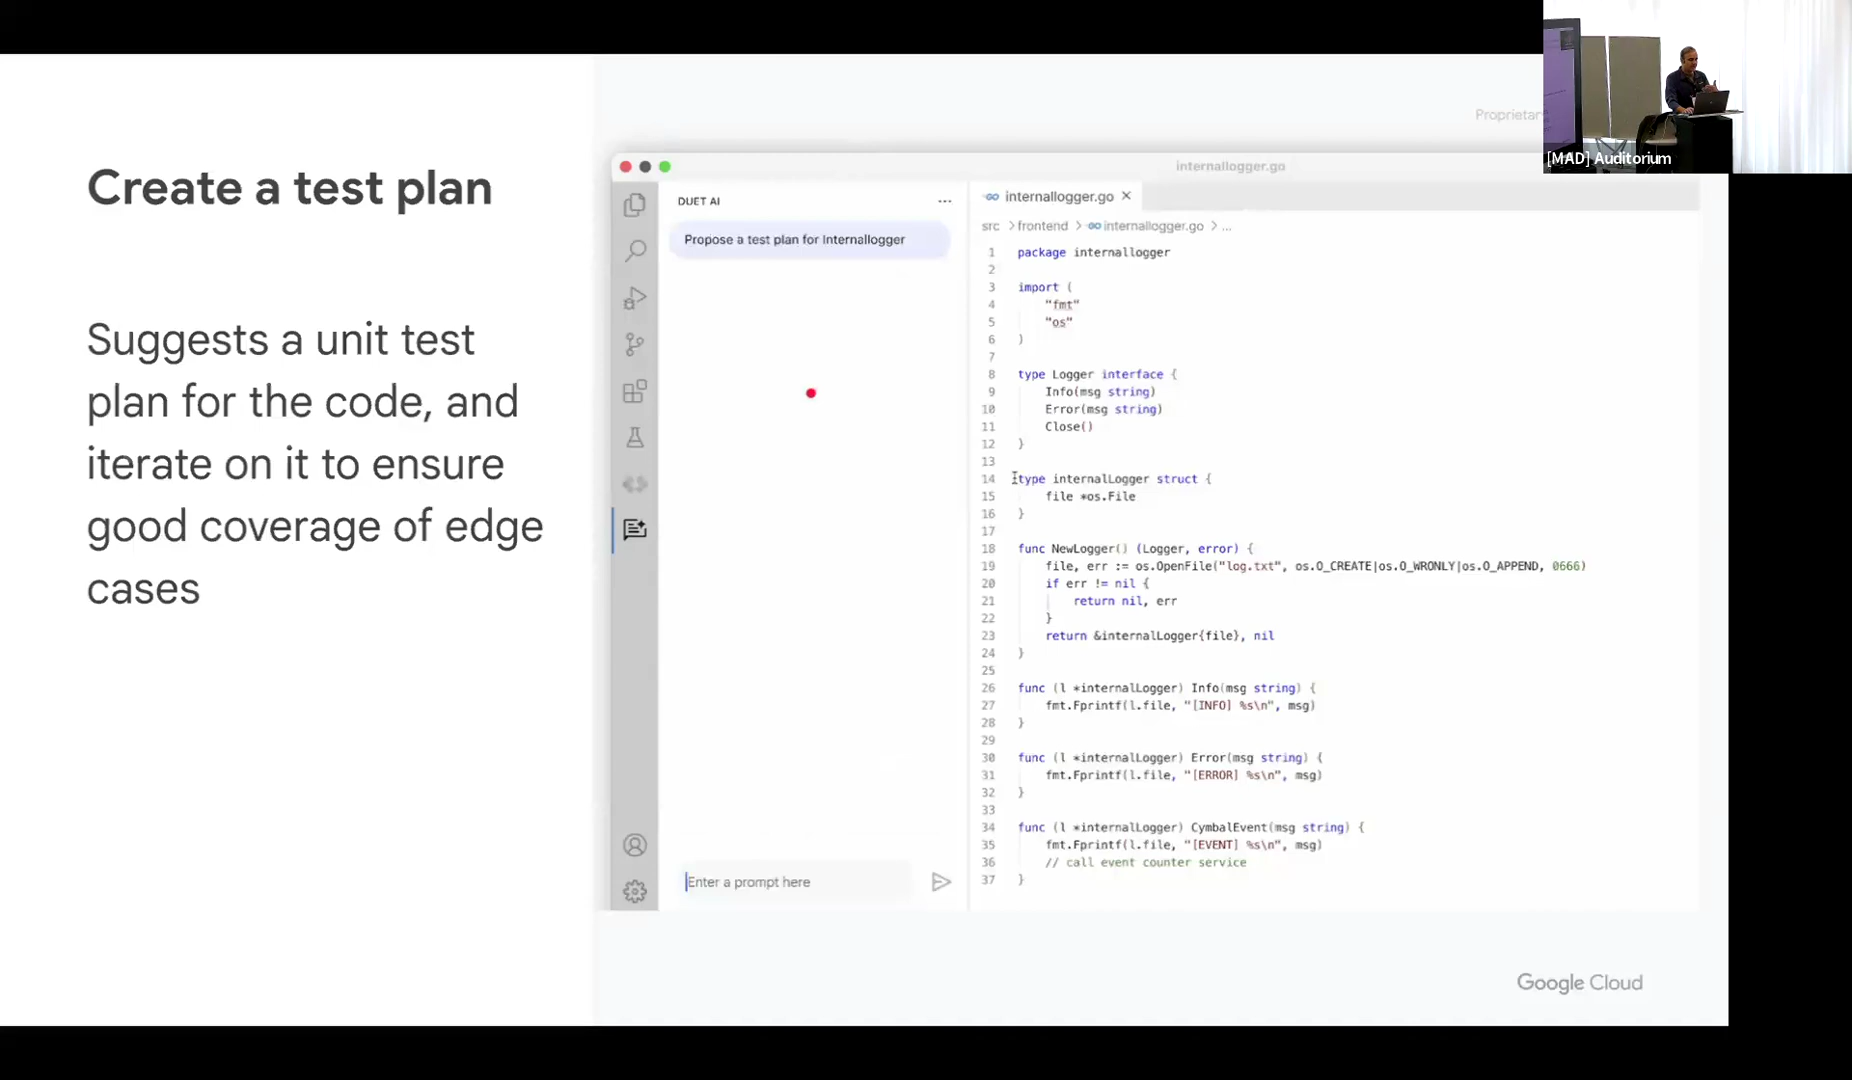 Create a test plan
Suggests a unit test
plan for the code, and
iterate on it to ensure
good coverage of edge
cases
[MAD] Auditorium
internallogger.go
DUET AI
...
Propose a test plan for Internallogger
Enter a prompt here
internallogger.go ×
src > frontend > internallogger.go > ...
1 package internallogger
2
3 import (
4 "fmt"
5 "os"
6 )
7
8 type Logger interface {
9 Info(msg string)
10 Error(msg string)
11 Close()
12 }
13
14 type internalLogger struct {
15 file *os.File
16 }
17
18 func NewLogger() (Logger, error) {
19 file, err := os.OpenFile("log.txt", os.O_CREATE|os.O_WRONLY|os.O_APPEND, 0666)
20 if err != nil {
21 return nil, err
22 }
23 return &internalLogger{file}, nil
24 }
25
26 func (l *internalLogger) Info(msg string) {
27 fmt.Fprintf(l.file, "[INFO] %s\n", msg)
28 }
29
30 func (l *internalLogger) Error(msg string) {
31 fmt.Fprintf(l.file, "[ERROR] %s\n", msg)
32 }
33
34 func (l *internalLogger) CymbalEvent(msg string) {
35 fmt.Fprintf(l.file, "[EVENT] %s\n", msg)
36 // call event counter service
37 }
Google Cloud